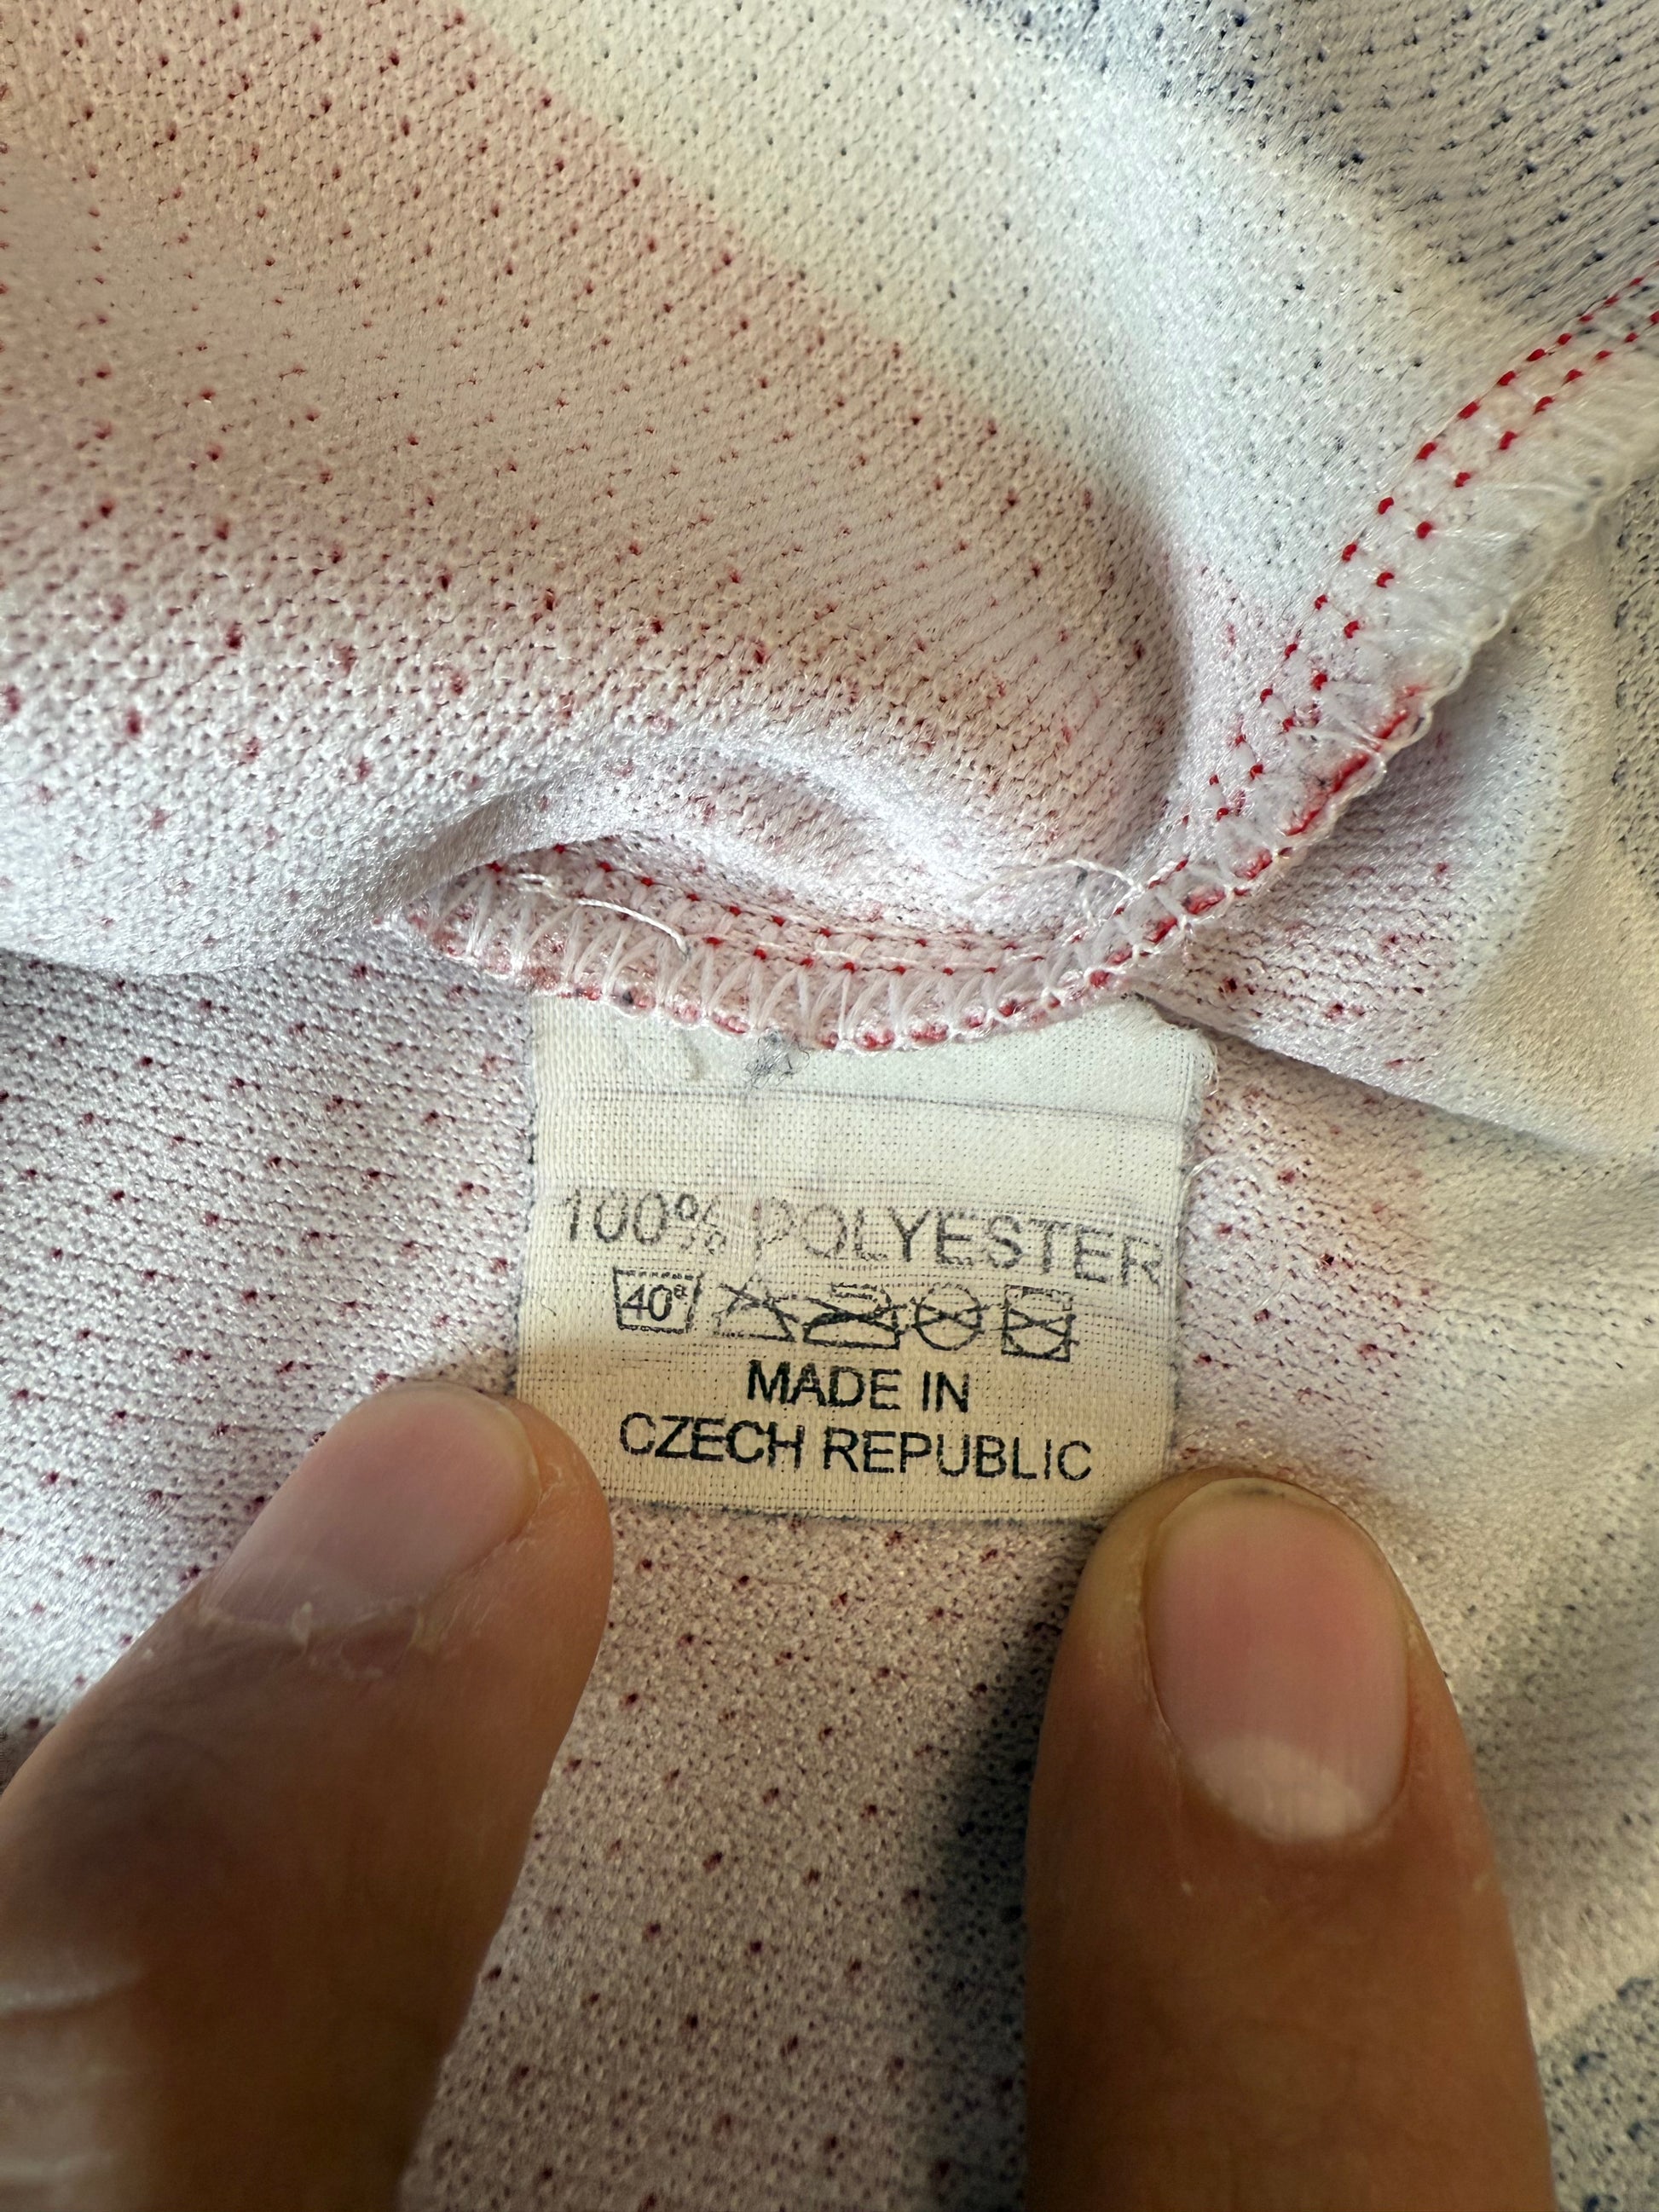 100% POLYESTER
40°
MADE IN
CZECH REPUBLIC